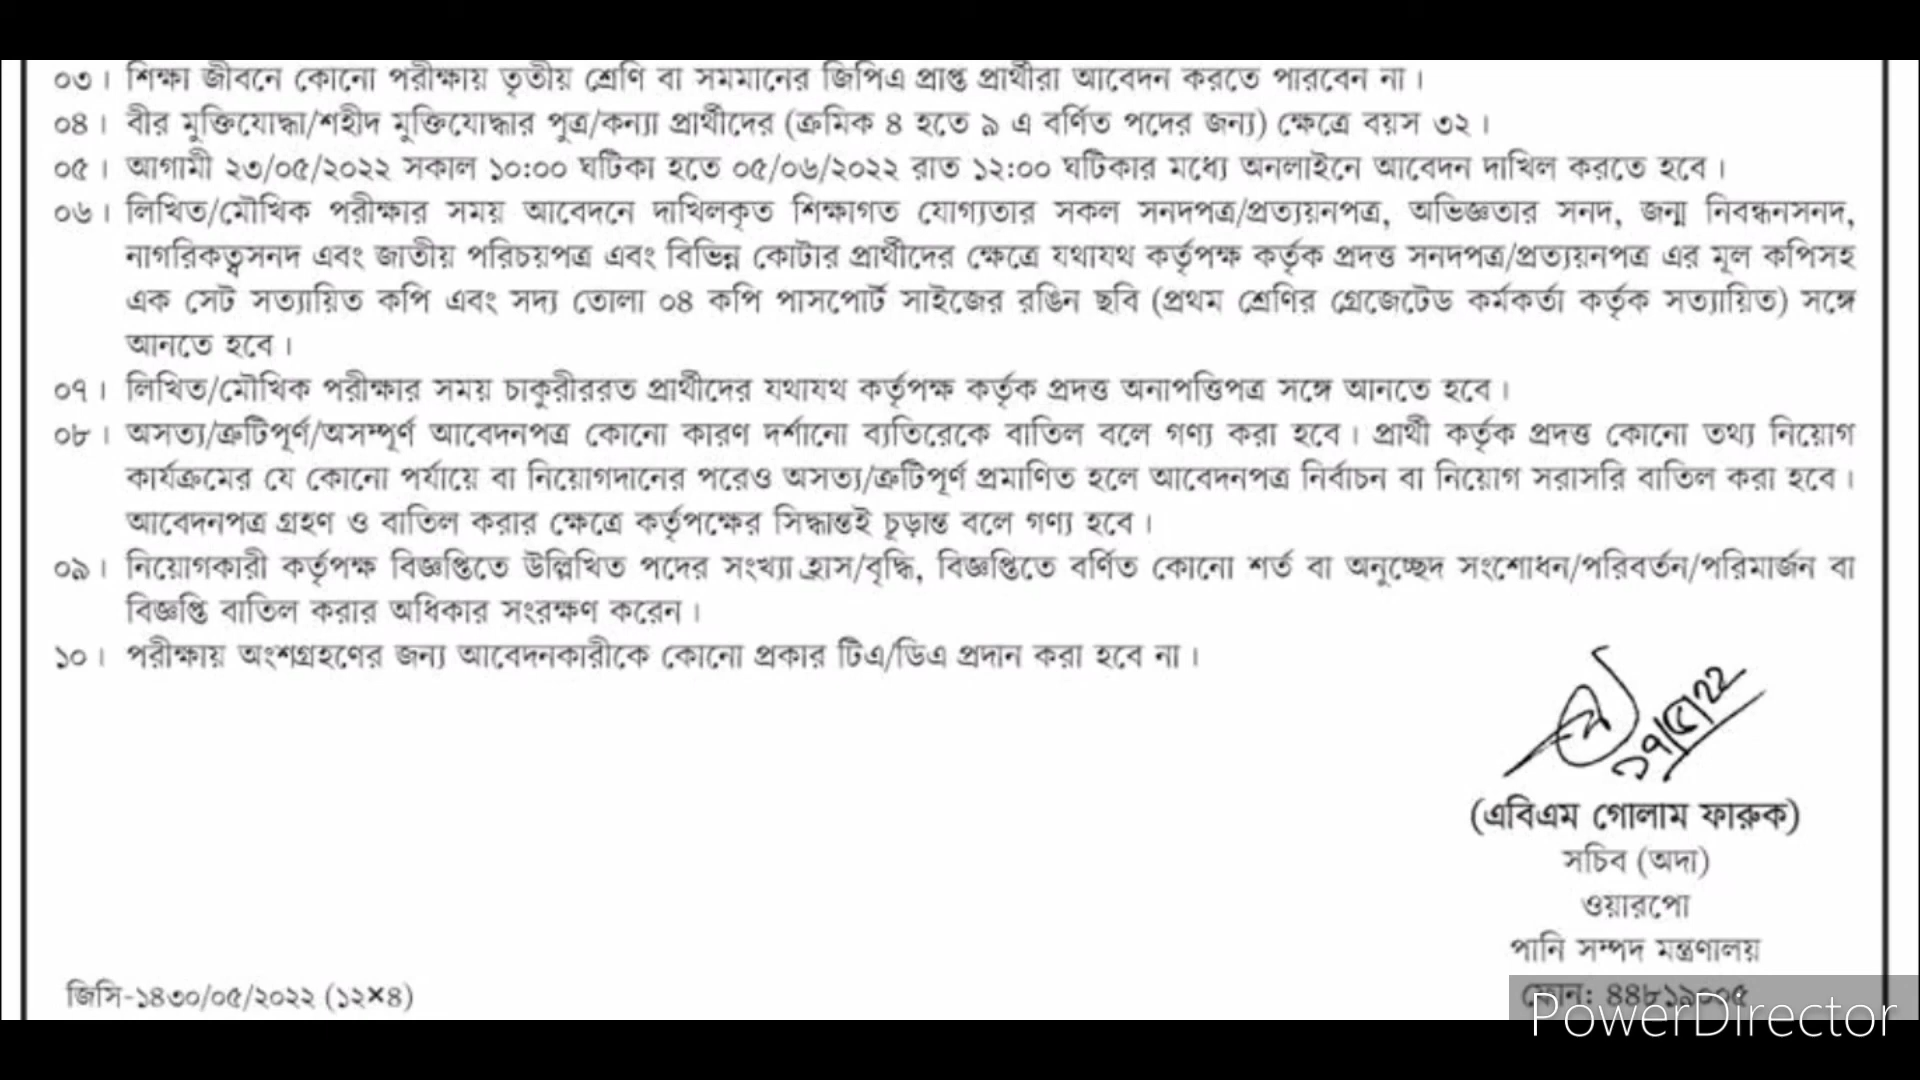 ০৩। শিক্ষা জীবনে কোনো পরীক্ষায় তৃতীয় শ্রেণি বা সমমানের জিপিএ প্রাপ্ত প্রার্থীরা আবেদন করতে পারবেন না।
০৪। বীর মুক্তিযোদ্ধা/শহীদ মুক্তিযোদ্ধার পুত্র/কন্যা প্রার্থীদের (ক্রমিক ৪ হতে ৯ এ বর্ণিত পদের জন্য) ক্ষেত্রে বয়স ৩২।
০৫। আগামী ২৩/০৫/২০২২ সকাল ১০:০০ ঘটিকা হতে ০৫/০৬/২০২২ রাত ১২:০০ ঘটিকার মধ্যে অনলাইনে আবেদন দাখিল করতে হবে।
০৬। লিখিত/মৌখিক পরীক্ষার সময় আবেদনে দাখিলকৃত শিক্ষাগত যোগ্যতার সকল সনদপত্র/প্রত্যয়নপত্র, অভিজ্ঞতার সনদ, জন্ম নিবন্ধনসনদ,
নাগরিকত্বসনদ এবং জাতীয় পরিচয়পত্র এবং বিভিন্ন কোটার প্রার্থীদের ক্ষেত্রে যথাযথ কর্তৃপক্ষ কর্তৃক প্রদত্ত সনদপত্র/প্রত্যয়নপত্র এর মূল কপিসহ
এক সেট সত্যায়িত কপি এবং সদ্য তোলা ০৪ কপি পাসপোর্ট সাইজের রঙিন ছবি (প্রথম শ্রেণির গ্রেজেটেড কর্মকর্তা কর্তৃক সত্যায়িত) সঙ্গে
আনতে হবে।
০৭। লিখিত/মৌখিক পরীক্ষার সময় চাকুরীররত প্রার্থীদের যথাযথ কর্তৃপক্ষ কর্তৃক প্রদত্ত অনাপত্তিপত্র সঙ্গে আনতে হবে।
০৮। অসত্য/ত্রুটিপূর্ণ/অসম্পূর্ণ আবেদনপত্র কোনো কারণ দর্শানো ব্যতিরেকে বাতিল বলে গণ্য করা হবে। প্রার্থী কর্তৃক প্রদত্ত কোনো তথ্য নিয়োগ
কার্যক্রমের যে কোনো পর্যায়ে বা নিয়োগদানের পরেও অসত্য/ত্রুটিপূর্ণ প্রমাণিত হলে আবেদনপত্র নির্বাচন বা নিয়োগ সরাসরি বাতিল করা হবে।
আবেদনপত্র গ্রহণ ও বাতিল করার ক্ষেত্রে কর্তৃপক্ষের সিদ্ধান্তই চূড়ান্ত বলে গণ্য হবে।
০৯। নিয়োগকারী কর্তৃপক্ষ বিজ্ঞপ্তিতে উল্লিখিত পদের সংখ্যা হ্রাস/বৃদ্ধি, বিজ্ঞপ্তিতে বর্ণিত কোনো শর্ত বা অনুচ্ছেদ সংশোধন/পরিবর্তন/পরিমার্জন বা
বিজ্ঞপ্তি বাতিল করার অধিকার সংরক্ষণ করেন।
১০। পরীক্ষায় অংশগ্রহণের জন্য আবেদনকারীকে কোনো প্রকার টিএ/ডিএ প্রদান করা হবে না।
১৭/৫/২২
(এবিএম গোলাম ফারুক)
সচিব (অদা)
ওয়ারপো
পানি সম্পদ মন্ত্রণালয়
ফোন: ৪৪৮১৯০০৫
জিসি-১৪৩০/০৫/২০২২ (১২×৪)
PowerDirector